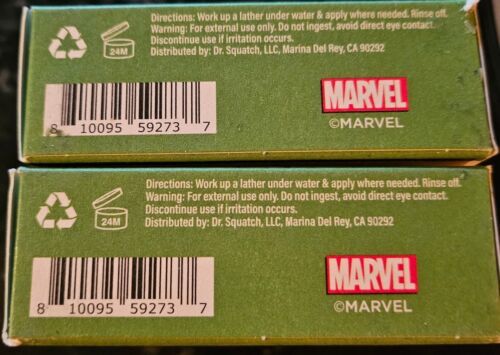 Directions: Work up a lather under water & apply where needed. Rinse off.
Warning: For external use only. Do not ingest, avoid direct eye contact.
Discontinue use if irritation occurs.
Distributed by: Dr. Squatch, LLC, Marina Del Rey, CA 90292
24M
MARVEL
©MARVEL
8 10095 59273 7
Directions: Work up a lather under water & apply where needed. Rinse off.
Warning: For external use only. Do not ingest, avoid direct eye contact.
Discontinue use if irritation occurs.
Distributed by: Dr. Squatch, LLC, Marina Del Rey, CA 90292
24M
MARVEL
©MARVEL
8 10095 59273 7